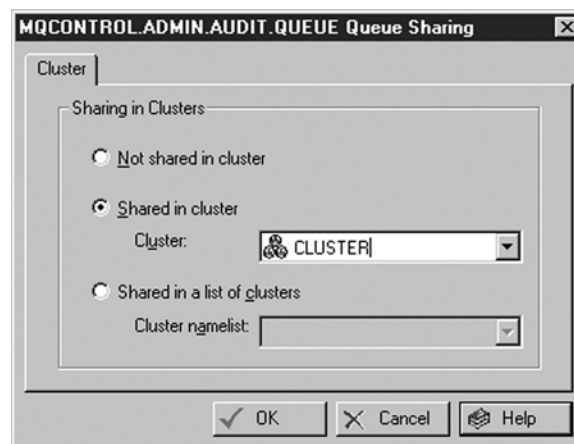 MQCONTROL.ADMIN.AUDIT.QUEUE Queue Sharing
Cluster
Sharing in Clusters
Not shared in cluster
Shared in cluster
Cluster: CLUSTER
Shared in a list of clusters
Cluster namelist:
OK Cancel Help